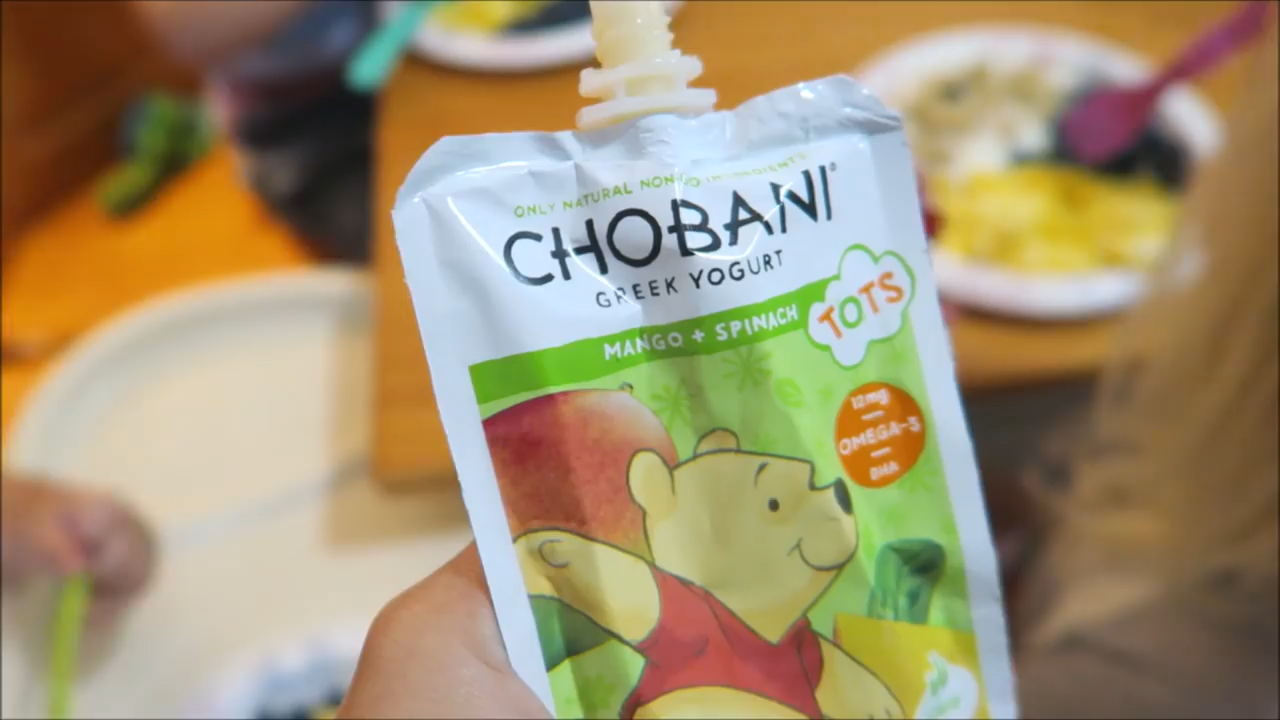 ONLY NATURAL NON-GMO INGREDIENTS
CHOBANI®
GREEK YOGURT
MANGO + SPINACH
TOTS
12mg
OMEGA-3
DHA